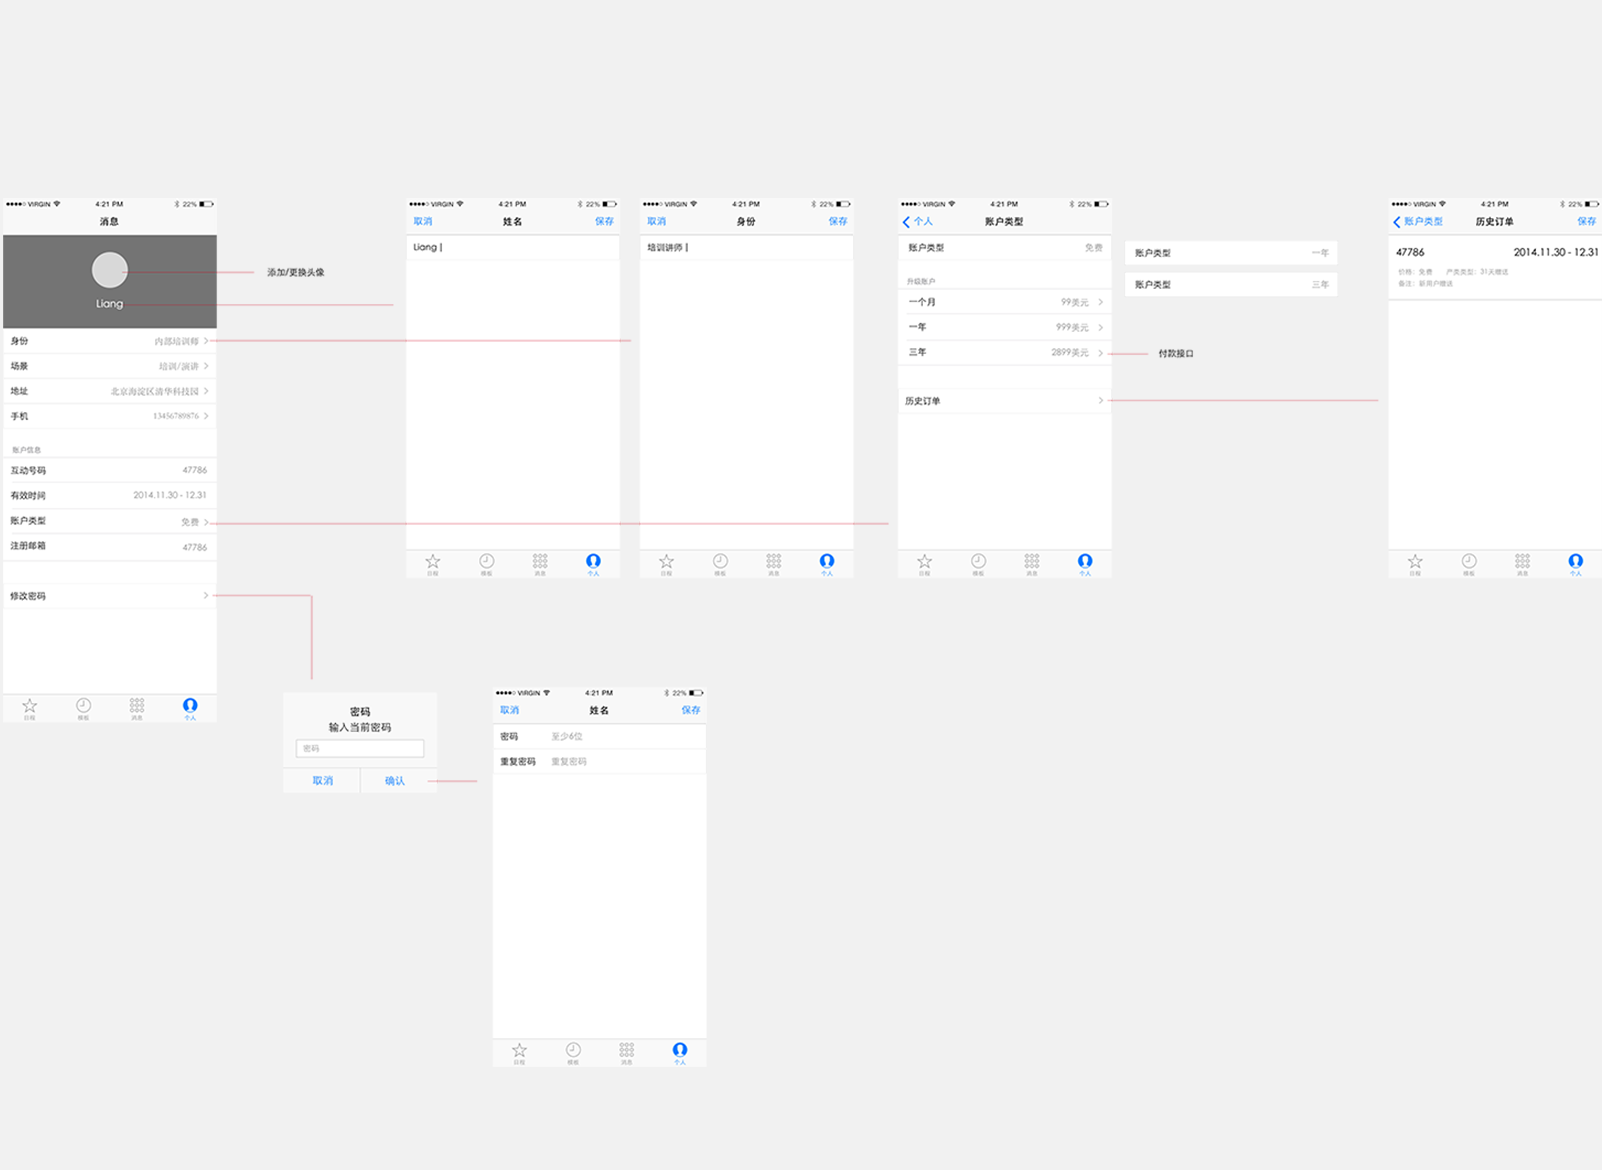 VIRGIN 4:21 PM 22%
消息
添加/更换头像
Liang
身份 内部培训师
场景 培训/演讲
地址 北京海淀区清华科技园
手机 13456789876
账户信息
互动号码 47786
有效时间 2014.11.30 - 12.31
账户类型 免费
注册邮箱 47786
修改密码
日程 模板 消息 个人
VIRGIN 4:21 PM 22%
取消 姓名 保存
Liang |
日程 模板 消息 个人
VIRGIN 4:21 PM 22%
取消 身份 保存
培训讲师 |
日程 模板 消息 个人
VIRGIN 4:21 PM 22%
个人 账户类型
账户类型 免费
升级账户
一个月 99美元
一年 999美元
三年 2899美元
付款接口
历史订单
日程 模板 消息 个人
账户类型 一年
账户类型 三年
VIRGIN 4:21 PM 22%
账户类型 历史订单 保存
47786 2014.11.30 - 12.31
价格：免费 产类类型：31天赠送
备注：新用户赠送
日程 模板 消息 个人
密码
输入当前密码
密码
取消 确认
VIRGIN 4:21 PM 22%
取消 姓名 保存
密码 至少6位
重复密码 重复密码
日程 模板 消息 个人